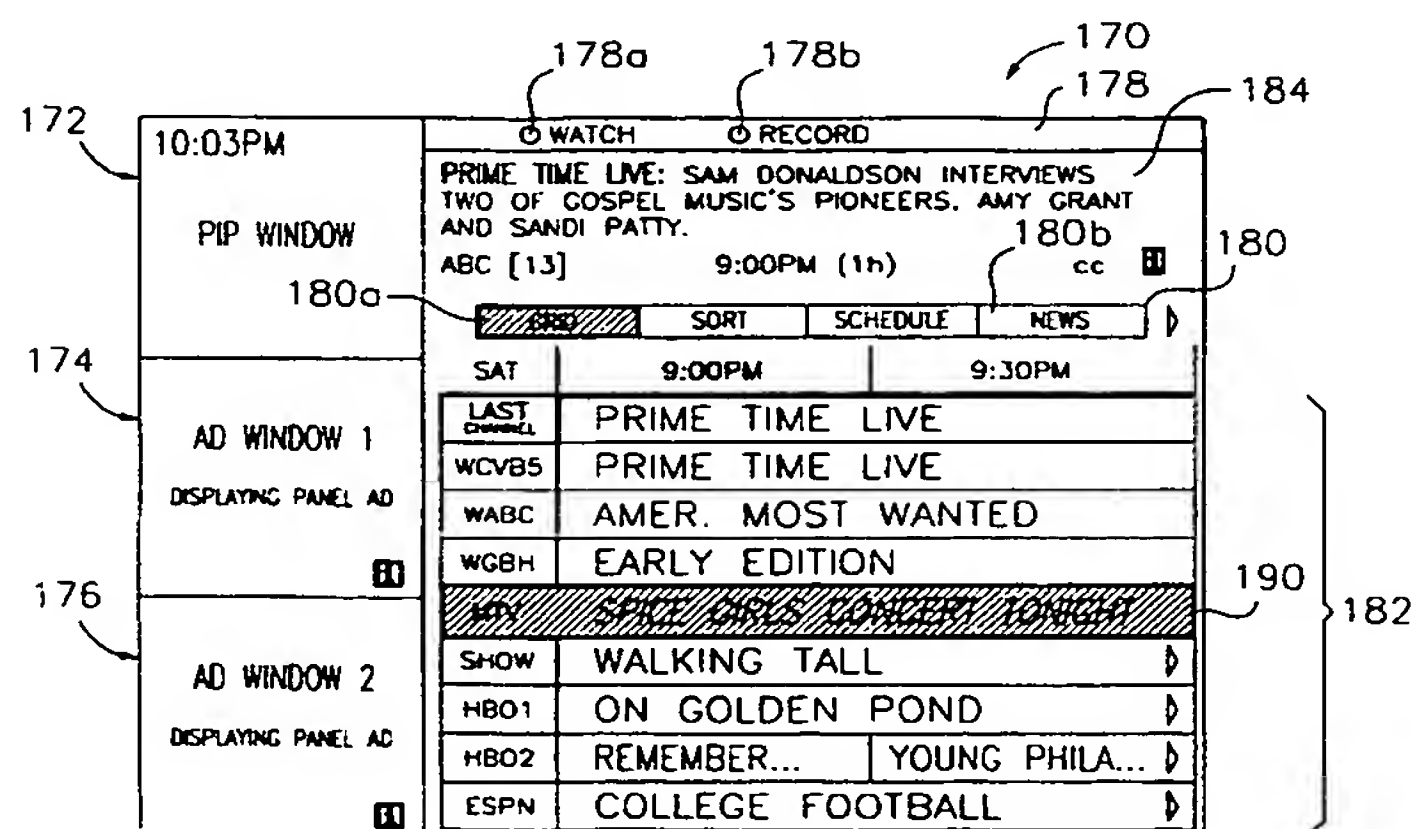 178a 178b 170
178
184
172
10:03PM
PIP WINDOW
WATCH RECORD
PRIME TIME LIVE: SAM DONALDSON INTERVIEWS
TWO OF GOSPEL MUSIC'S PIONEERS. AMY GRANT
AND SANDI PATTY.
180b 180
ABC [13] 9:00PM (1h) cc
180a
GRID SORT SCHEDULE NEWS
174
SAT 9:00PM 9:30PM
AD WINDOW 1
DISPLAYING PANEL AD
LAST CHANNEL PRIME TIME LIVE
WCVB5 PRIME TIME LIVE
WABC AMER. MOST WANTED
WGBH EARLY EDITION
176
190
182
MTV SPICE GIRLS CONCERT TONIGHT
AD WINDOW 2
DISPLAYING PANEL AD
SHOW WALKING TALL
HBO1 ON GOLDEN POND
HBO2 REMEMBER... YOUNG PHILA...
ESPN COLLEGE FOOTBALL